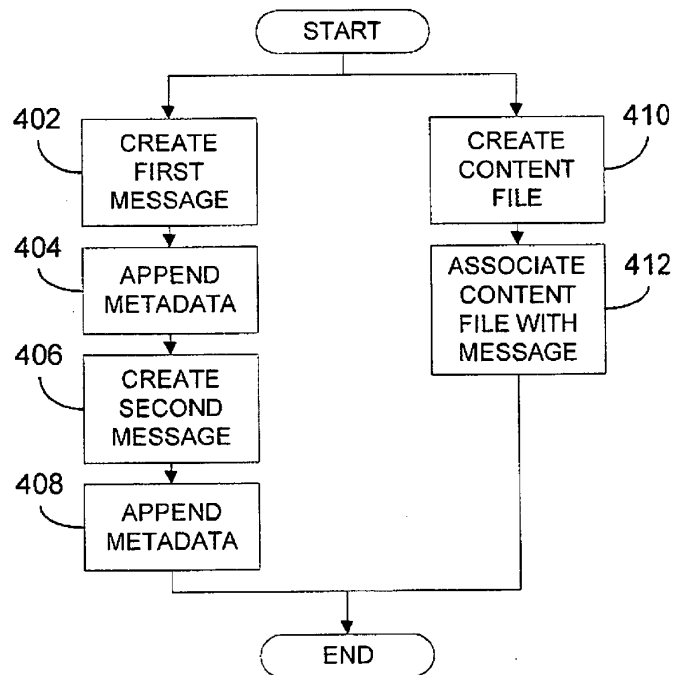 START
402
CREATE
FIRST
MESSAGE
404
APPEND
METADATA
406
CREATE
SECOND
MESSAGE
408
APPEND
METADATA
410
CREATE
CONTENT
FILE
412
ASSOCIATE
CONTENT
FILE WITH
MESSAGE
END